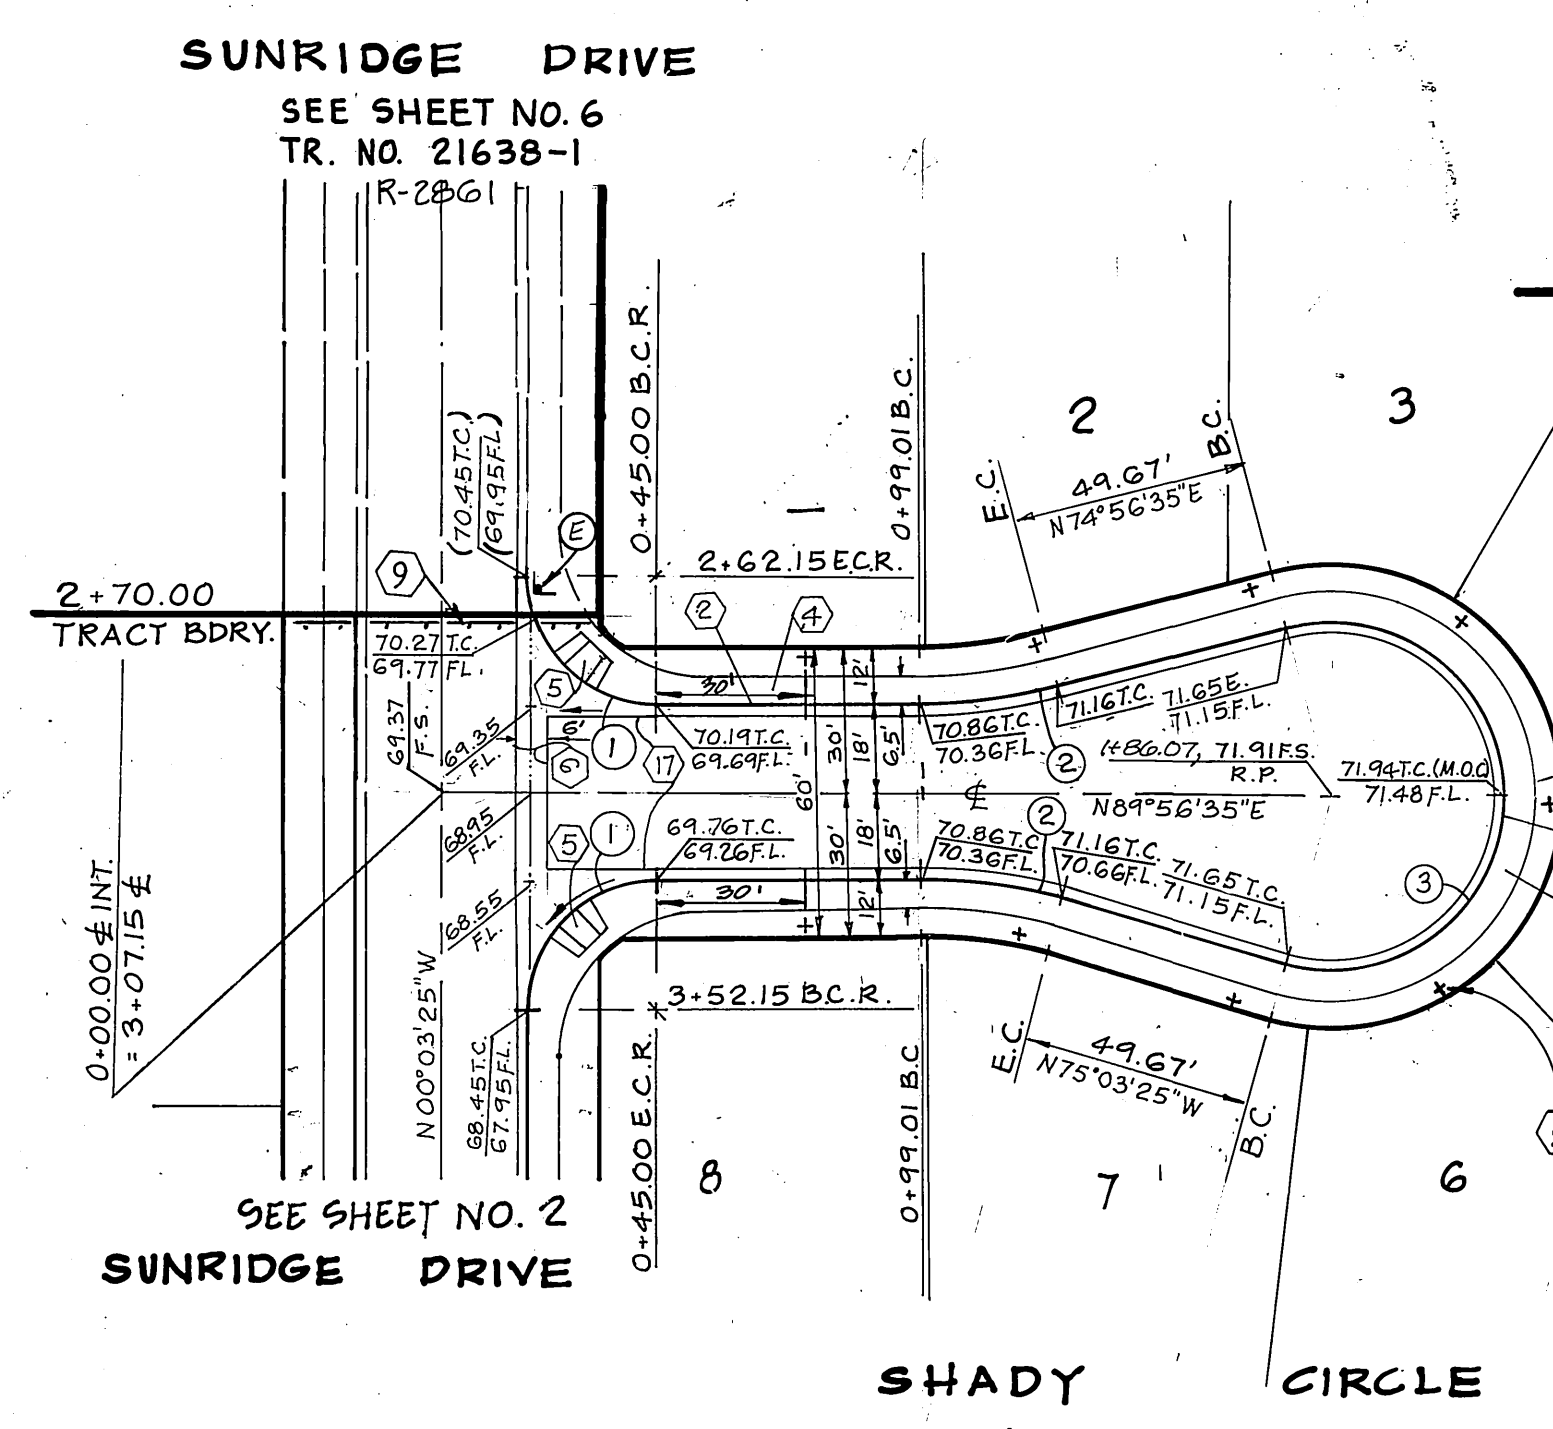 SUNRIDGE DRIVE
SEE SHEET NO. 6
TR. NO. 21638-1
R-2861
0+45.00 B.C.R.
0+99.01 B.C.
(70.45 T.C.)
(69.95 F.L.)
E
2
3
1
E.C.
49.67'
N74°56'35"E
B.C.
2+62.15 E.C.R.
9
2+70.00
TRACT BDRY.
2
4
70.27 T.C.
69.77 F.L.
5
30'
12'
69.37
F.S.
69.35
F.L.
6'
6
1
17
70.19 T.C.
69.69 F.L.
30'
18'
6.5'
60'
70.86 T.C.
70.36 F.L.
71.16 T.C.
71.65 E.
71.15 F.L.
2
1+86.07, 71.91 F.S.
R.P.
71.94 T.C. (M.O.C)
71.48 F.L.
℄
N89°56'35"E
68.95
F.L.
5
1
69.76 T.C.
69.26 F.L.
30'
18'
6.5'
70.86 T.C.
70.36 F.L.
2
71.16 T.C.
70.66 F.L.
71.65 T.C.
71.15 F.L.
3
30'
12'
68.55
F.L.
0+00.00 ℄ INT.
= 3+07.15 ℄
N00°03'25"W
68.45 T.C.
67.95 F.L.
3+52.15 B.C.R.
0+45.00 E.C.R.
0+99.01 B.C
E.C.
49.67'
N75°03'25"W
B.C.
8
7
6
SEE SHEET NO. 2
SUNRIDGE DRIVE
SHADY CIRCLE